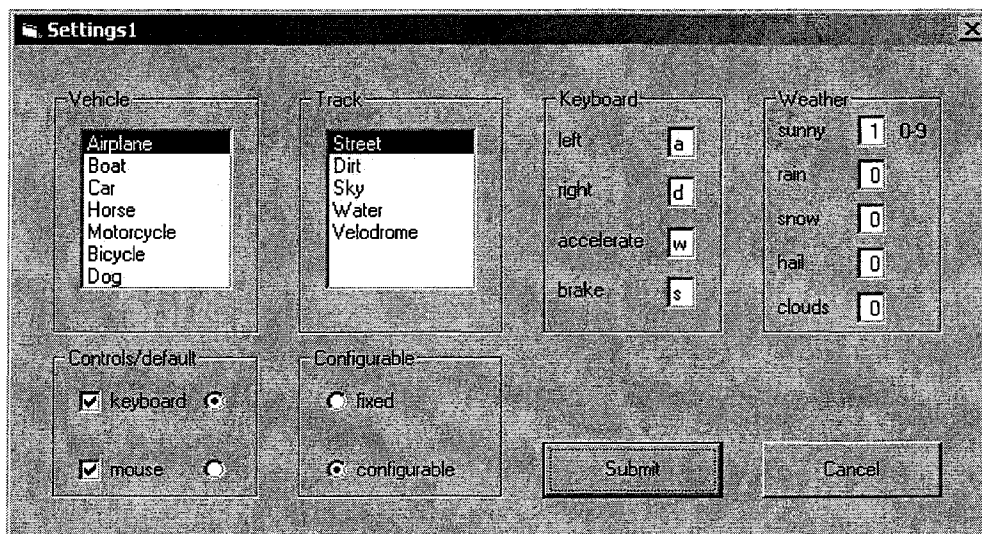 Settings1
Vehicle
Airplane
Boat
Car
Horse
Motorcycle
Bicycle
Dog
Track
Street
Dirt
Sky
Water
Velodrome
Keyboard
left a
right d
accelerate w
brake s
Weather
sunny 1 0-9
rain 0
snow 0
hail 0
clouds 0
Controls/default
keyboard
mouse
Configurable
fixed
configurable
Submit
Cancel